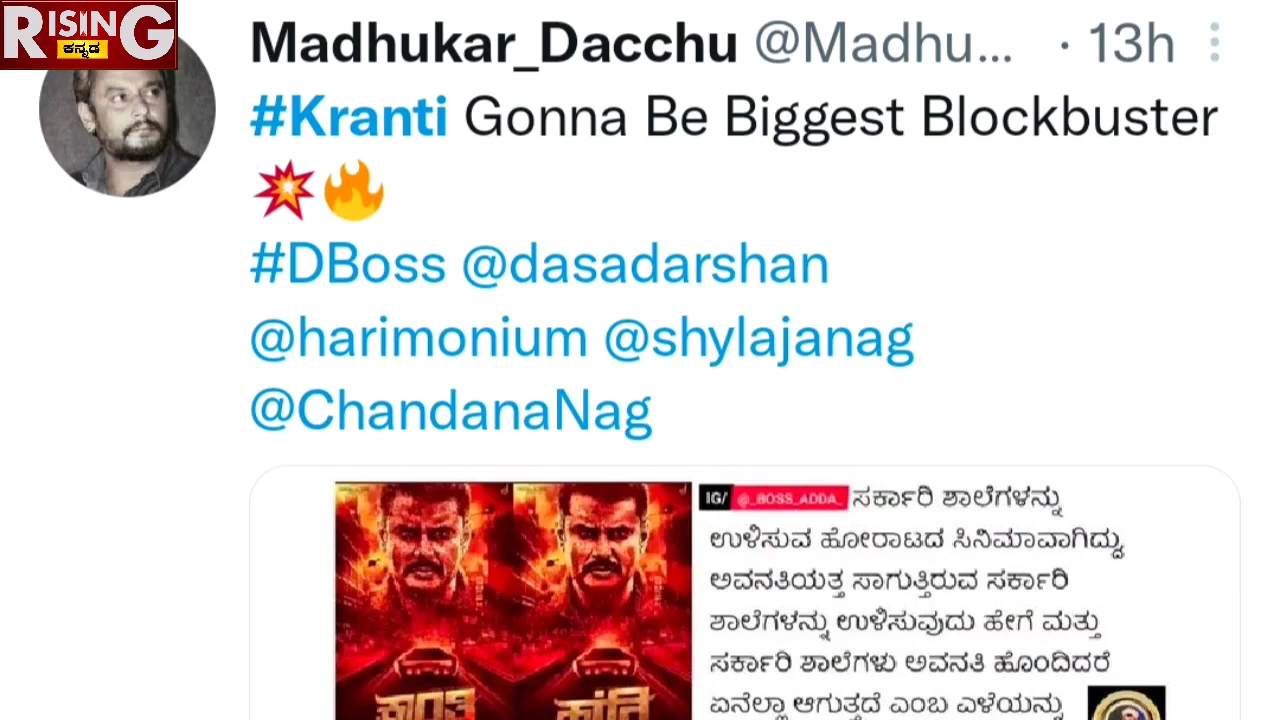 RISING
ಕನ್ನಡ
Madhukar_Dacchu @Madhu... · 13h
#Kranti Gonna Be Biggest Blockbuster
💥🔥
#DBoss @dasadarshan
@harimonium @shylajanag
@ChandanaNag
IG/ @_BOSS_ADDA_ ಸರ್ಕಾರಿ ಶಾಲೆಗಳನ್ನು
ಉಳಿಸುವ ಹೋರಾಟದ ಸಿನಿಮಾವಾಗಿದ್ದು,
ಅವನತಿಯತ್ತ ಸಾಗುತ್ತಿರುವ ಸರ್ಕಾರಿ
ಶಾಲೆಗಳನ್ನು ಉಳಿಸುವುದು ಹೇಗೆ ಮತ್ತು
ಸರ್ಕಾರಿ ಶಾಲೆಗಳು ಅವನತಿ ಹೊಂದಿದರೆ
ಏನೆಲ್ಲಾ ಆಗುತ್ತದೆ ಎಂಬ ಎಳೆಯನ್ನು
ಕ್ರಾಂತಿ